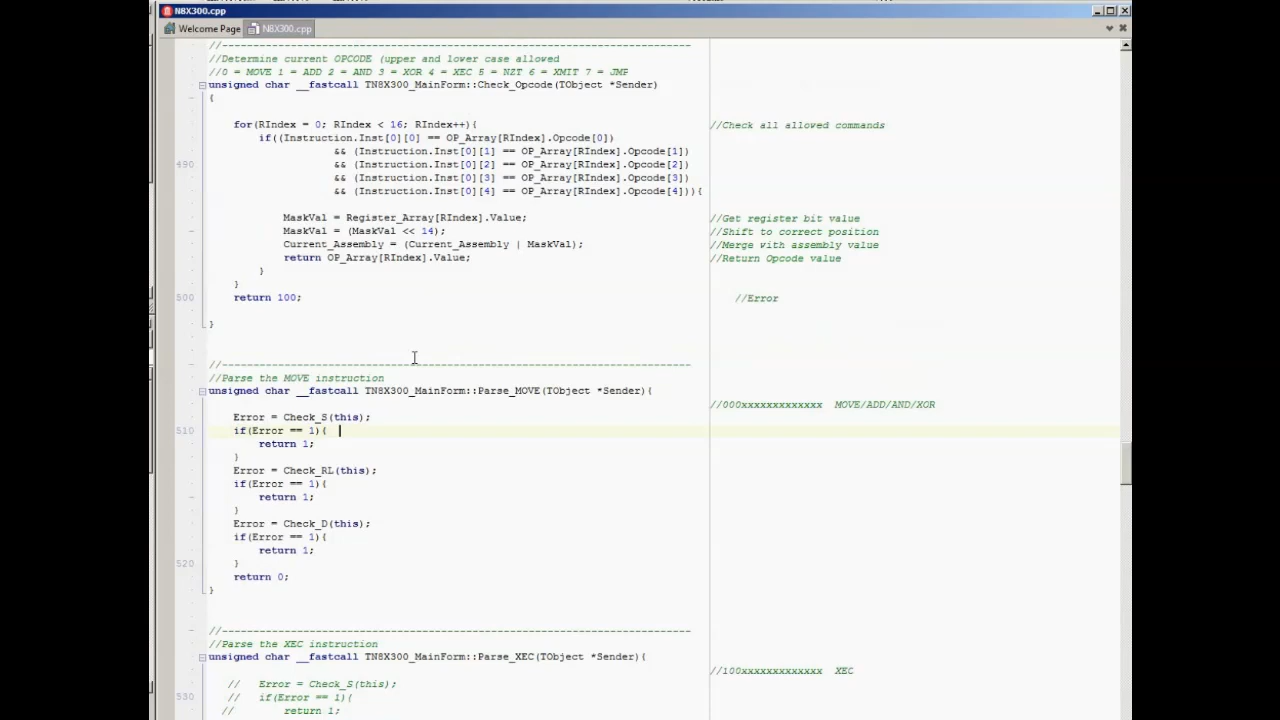 N8X300.cpp
Welcome Page N8X300.cpp
//---------------------------------------------------------------------------
//Determine current OPCODE (upper and lower case allowed
//0 = MOVE 1 = ADD 2 = AND 3 = XOR 4 = XEC 5 = NZT 6 = XMIT 7 = JMP
unsigned char __fastcall TN8X300_MainForm::Check_Opcode(TObject *Sender)
{
for(RIndex = 0; RIndex < 16; RIndex++){ //Check all allowed commands
if((Instruction.Inst[0][0] == OP_Array[RIndex].Opcode[0])
&& (Instruction.Inst[0][1] == OP_Array[RIndex].Opcode[1])
490 && (Instruction.Inst[0][2] == OP_Array[RIndex].Opcode[2])
&& (Instruction.Inst[0][3] == OP_Array[RIndex].Opcode[3])
&& (Instruction.Inst[0][4] == OP_Array[RIndex].Opcode[4])){
MaskVal = Register_Array[RIndex].Value; //Get register bit value
MaskVal = (MaskVal << 14); //Shift to correct position
Current_Assembly = (Current_Assembly | MaskVal); //Merge with assembly value
return OP_Array[RIndex].Value; //Return Opcode value
}
}
500 return 100; //Error
}
//---------------------------------------------------------------------------
//Parse the MOVE instruction
unsigned char __fastcall TN8X300_MainForm::Parse_MOVE(TObject *Sender){
//000xxxxxxxxxxxxx MOVE/ADD/AND/XOR
Error = Check_S(this);
510 if(Error == 1){
return 1;
}
Error = Check_RL(this);
if(Error == 1){
return 1;
}
Error = Check_D(this);
if(Error == 1){
return 1;
520 }
return 0;
}
//---------------------------------------------------------------------------
//Parse the XEC instruction
unsigned char __fastcall TN8X300_MainForm::Parse_XEC(TObject *Sender){
//100xxxxxxxxxxxxx XEC
// Error = Check_S(this);
530 // if(Error == 1){
// return 1;